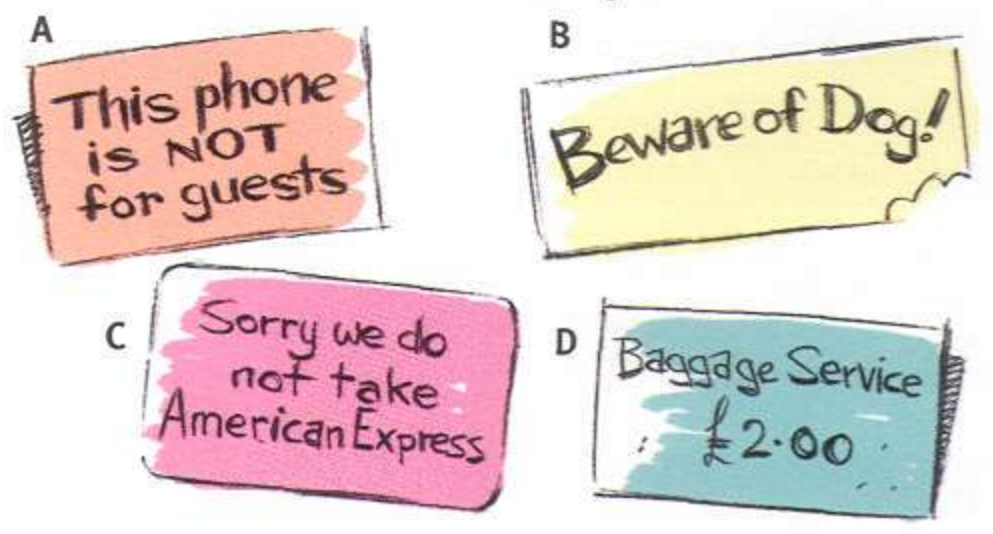 A
This phone
is NOT
for guests
B
Beware of Dog!
C
Sorry we do
not take
American Express
D
Baggage Service
£2.00